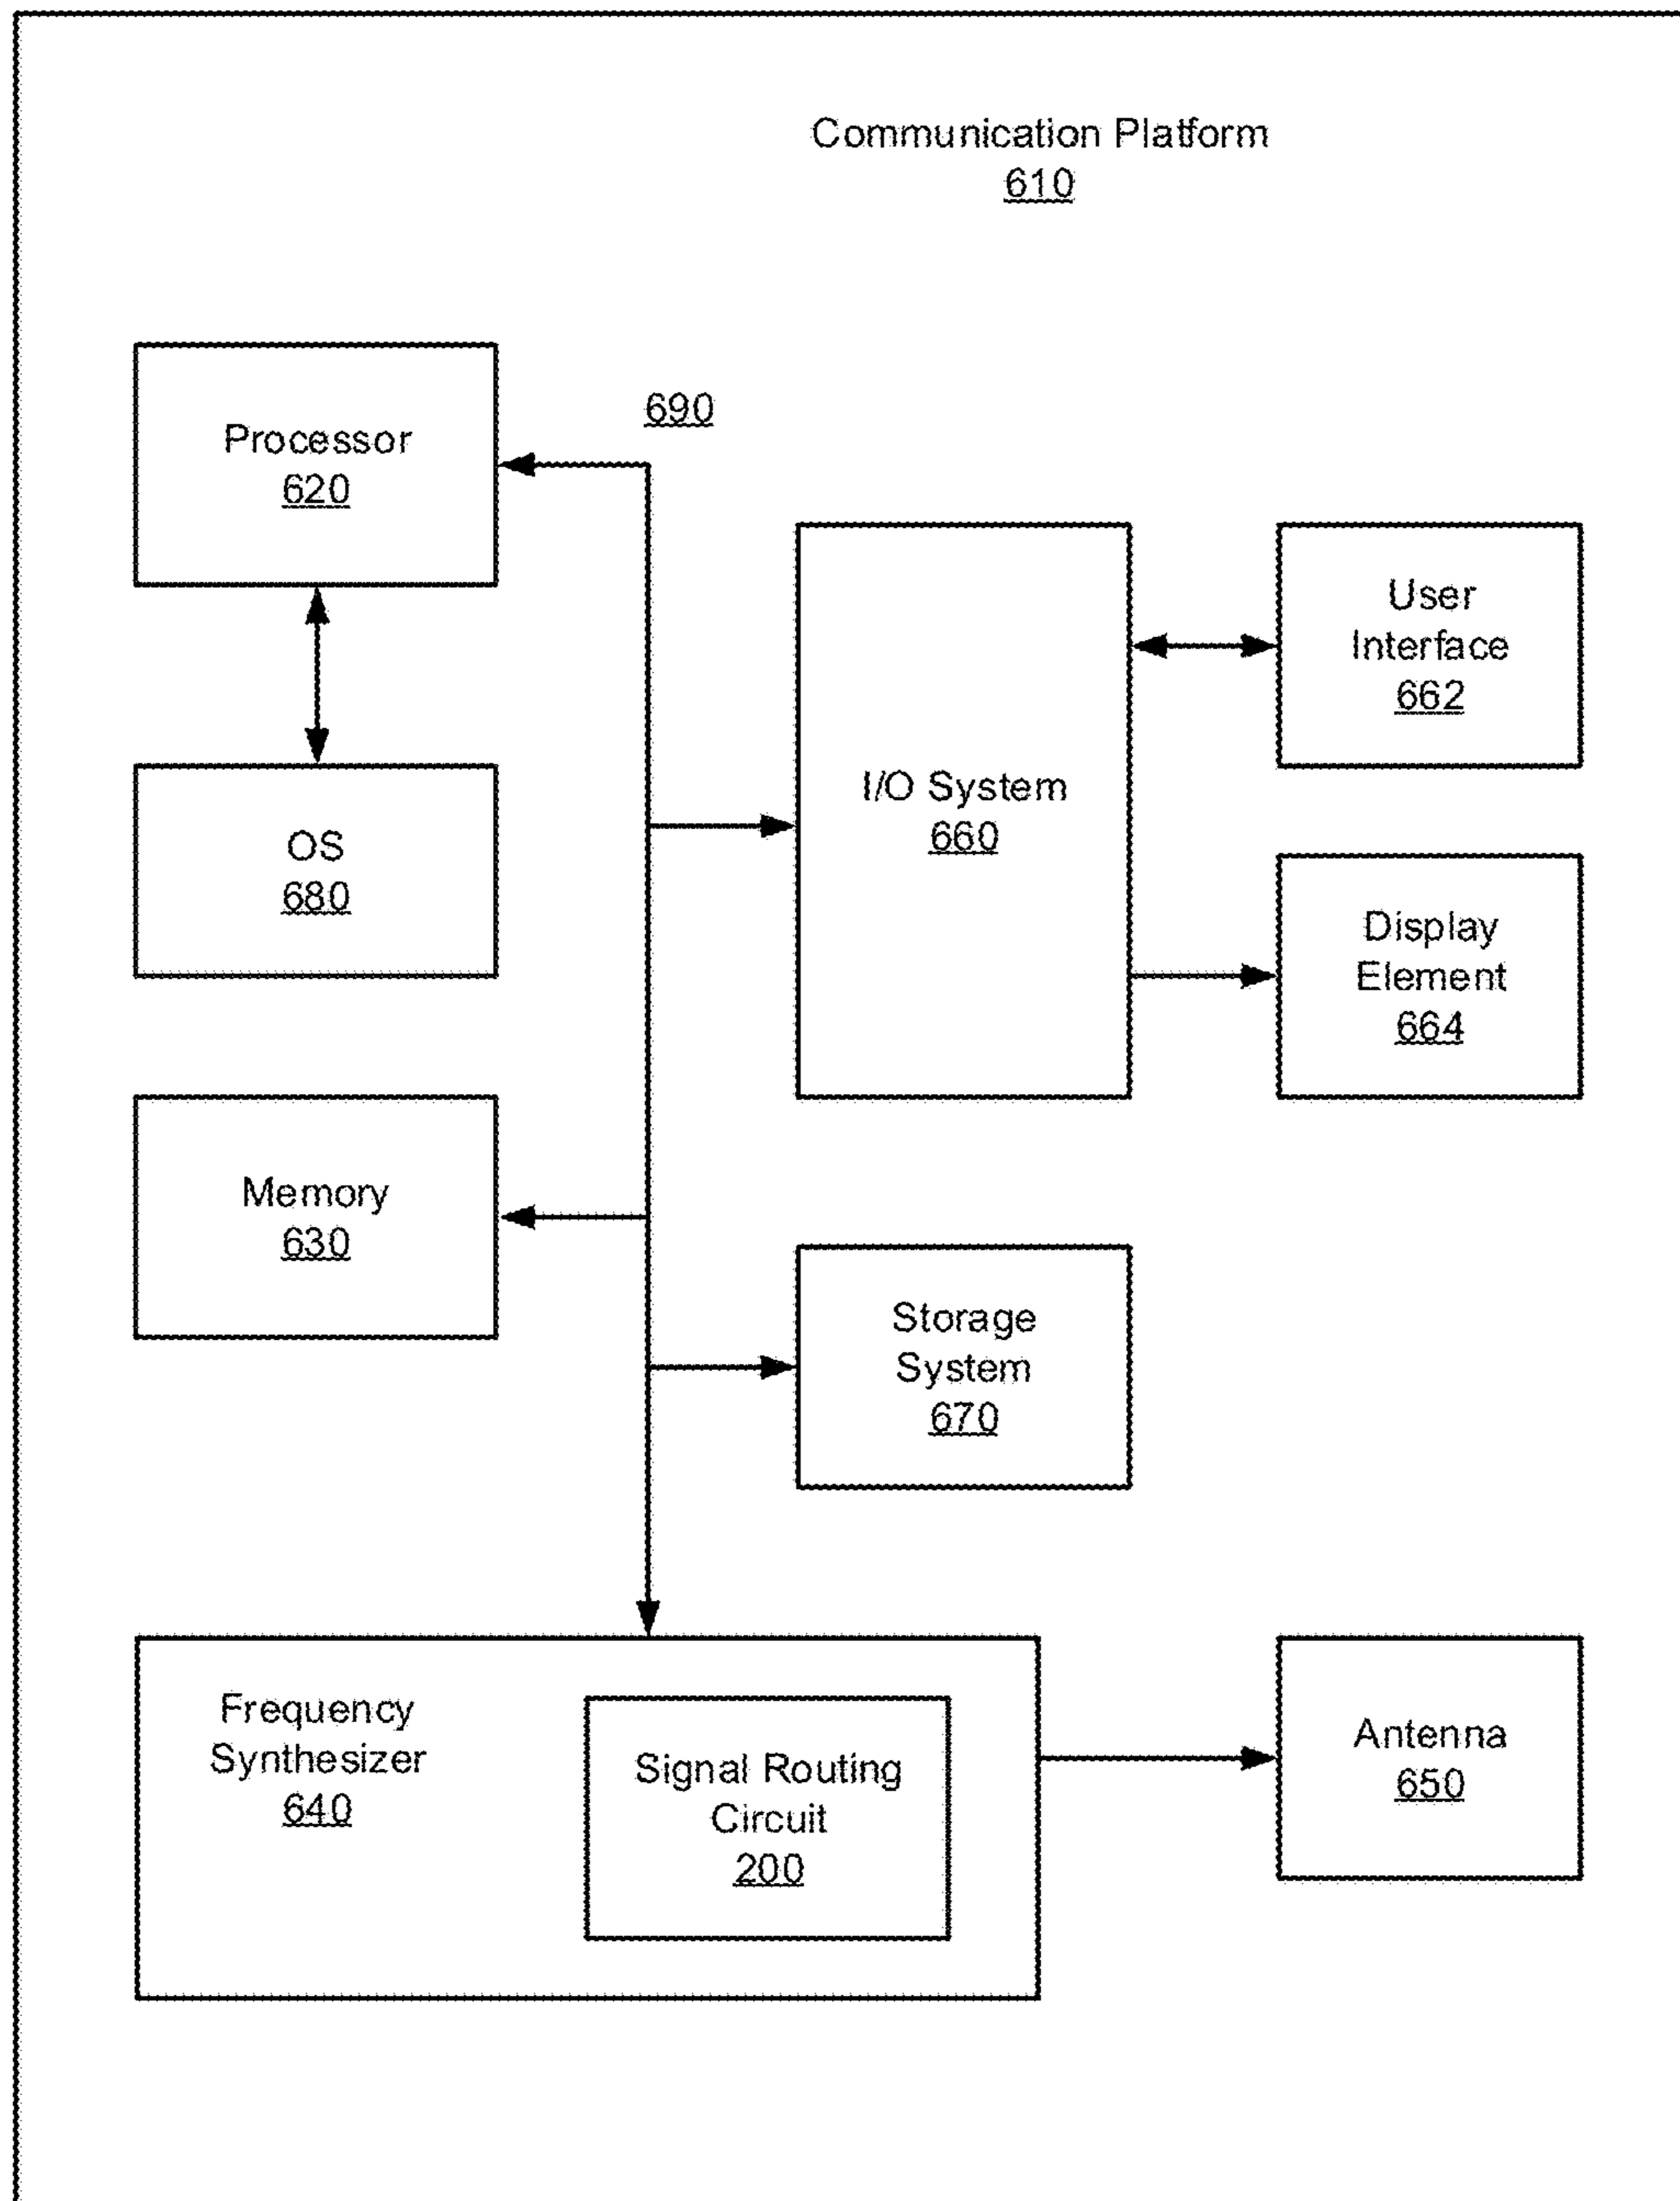 Communication Platform
610
Processor
620
690
OS
680
I/O System
660
User
Interface
662
Display
Element
664
Memory
630
Storage
System
670
Frequency
Synthesizer
640
Signal Routing
Circuit
200
Antenna
650